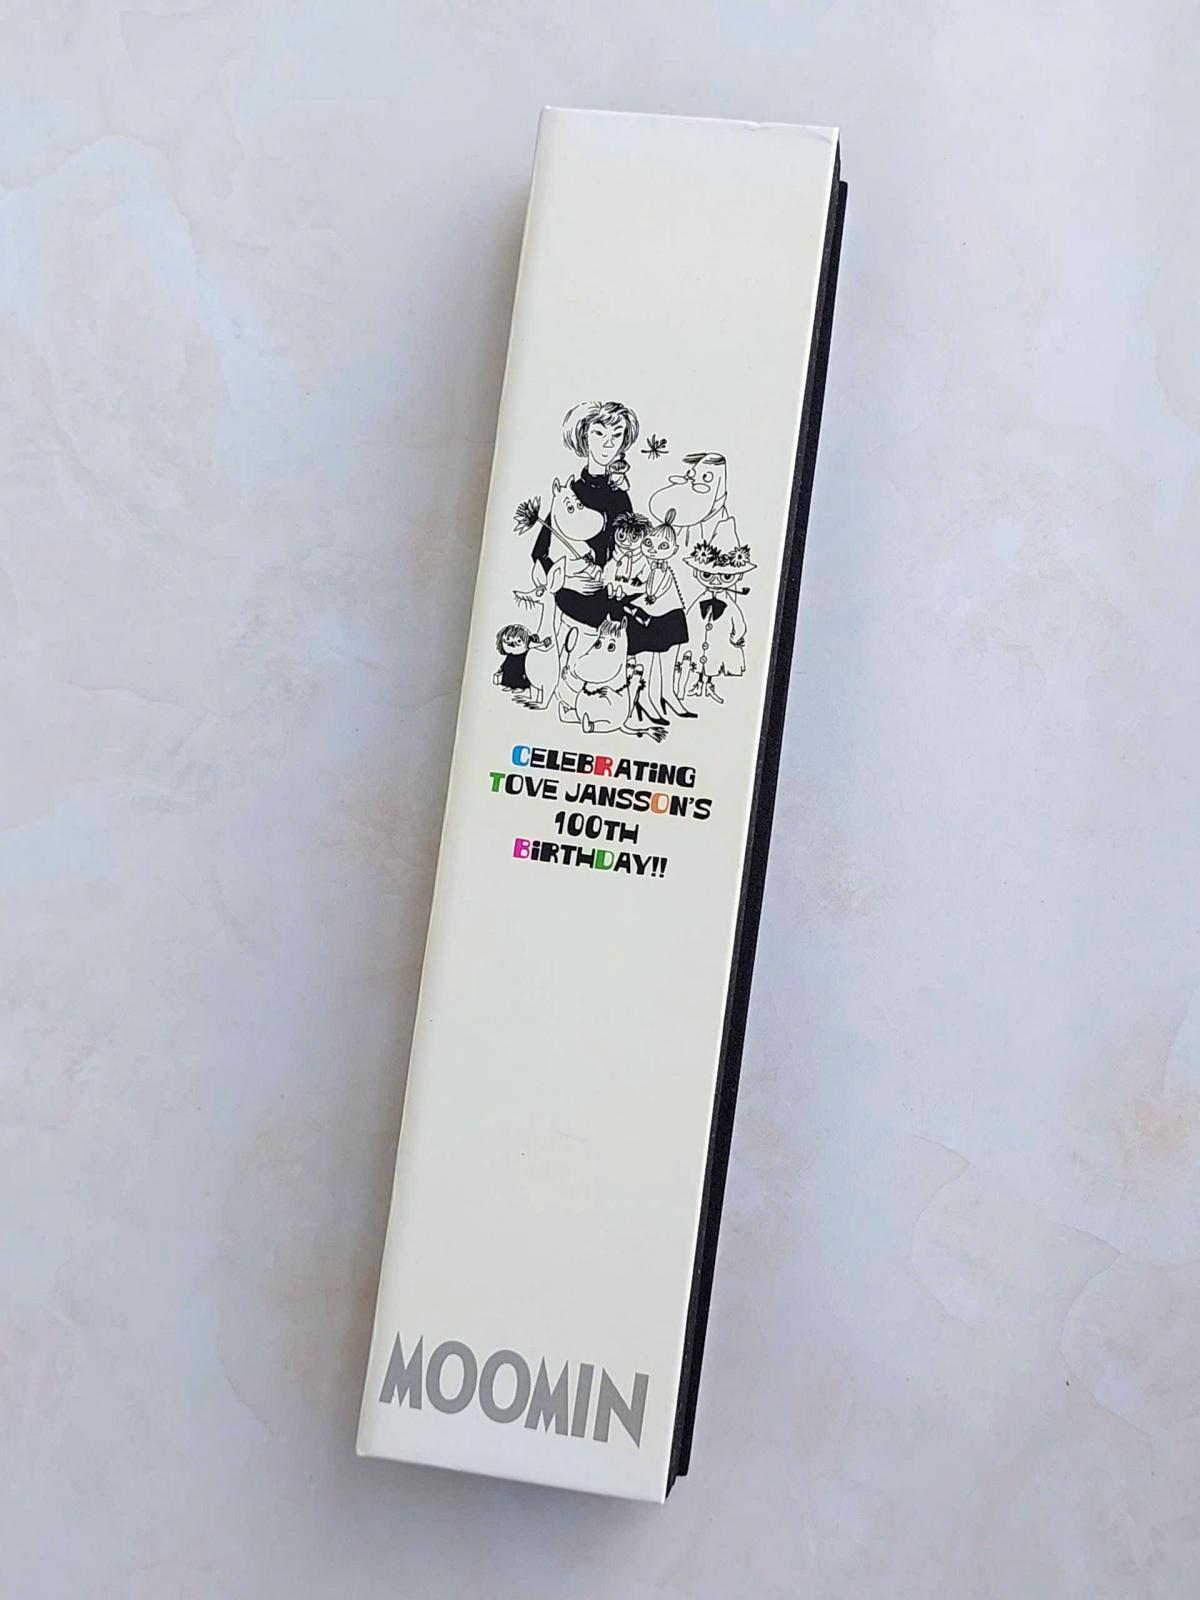 CELEBRATiNG
TOVE JANSSON'S
100TH
BiRTHDAY!!
MOOMIN